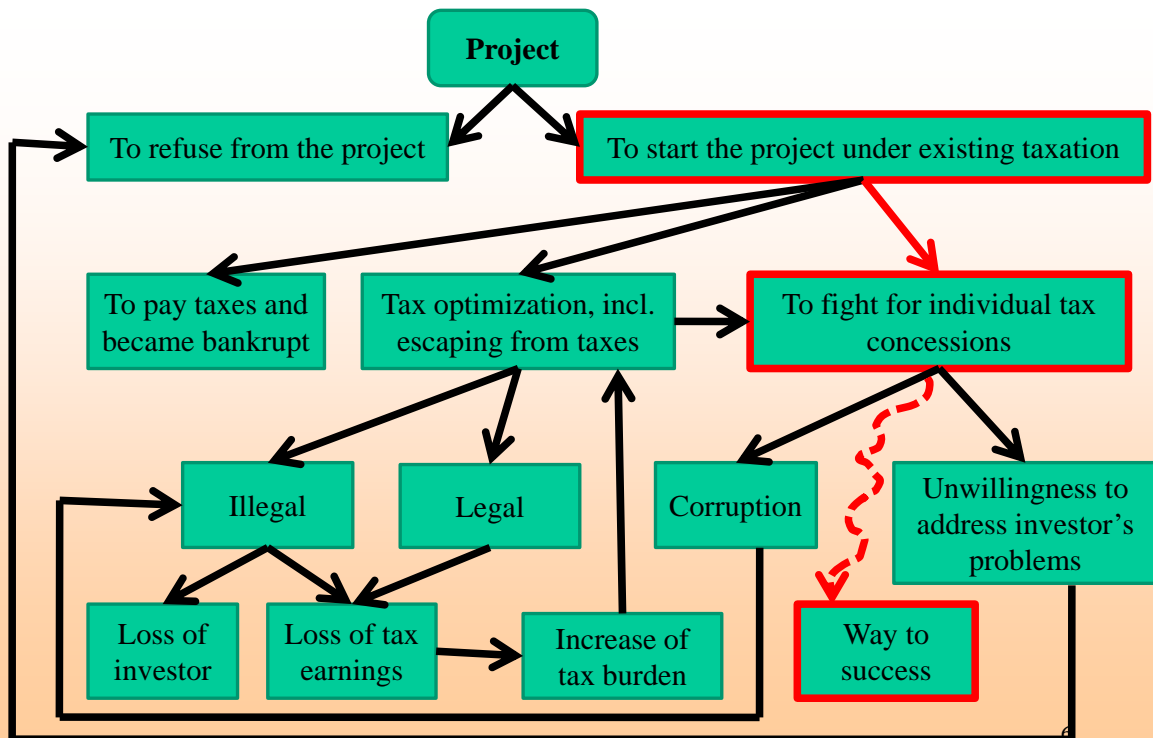 Project
To refuse from the project
To start the project under existing taxation
To pay taxes and
became bankrupt
Tax optimization, incl.
escaping from taxes
To fight for individual tax
concessions
Illegal
Legal
Corruption
Unwillingness to
address investor’s
problems
Loss of
investor
Loss of tax
earnings
Increase of
tax burden
Way to
success